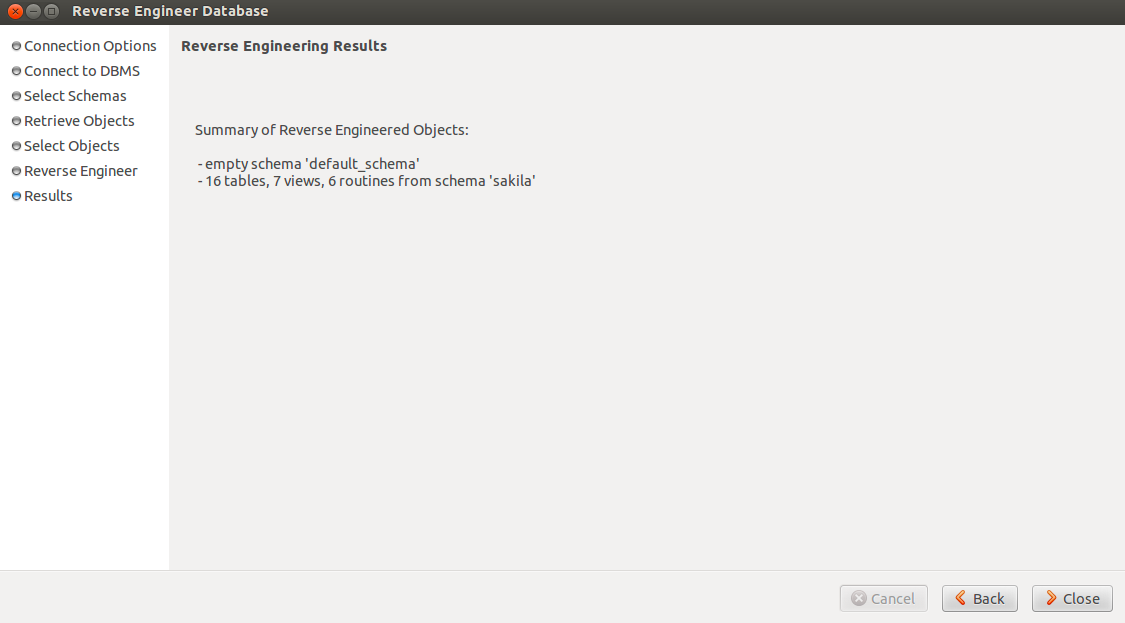 Reverse Engineer Database
Connection Options
Connect to DBMS
Select Schemas
Retrieve Objects
Select Objects
Reverse Engineer
Results
Reverse Engineering Results
Summary of Reverse Engineered Objects:
- empty schema 'default_schema'
- 16 tables, 7 views, 6 routines from schema 'sakila'
Cancel
Back
Close